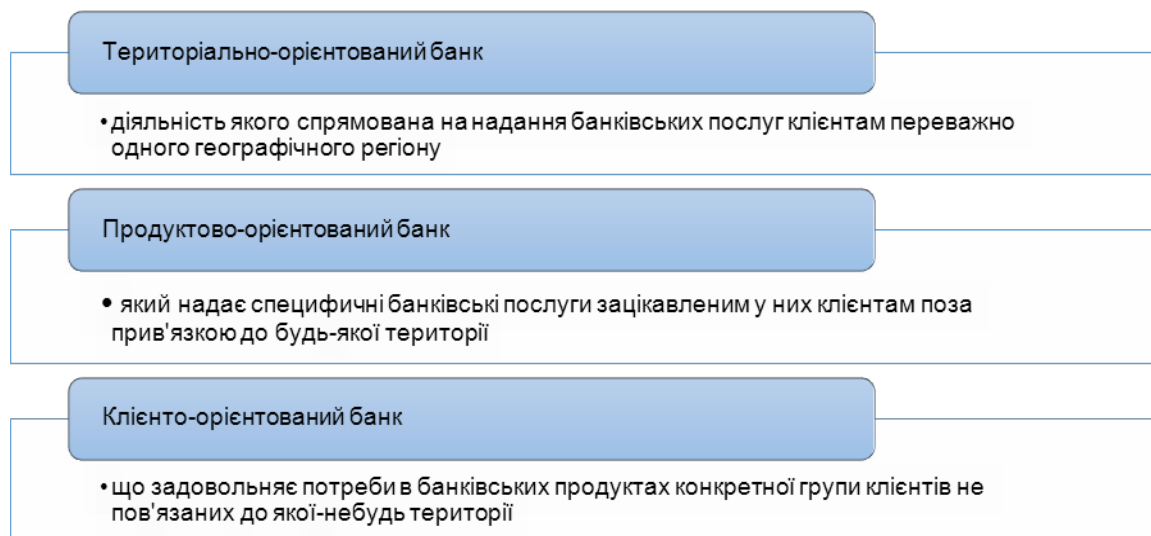 Територіально-орієнтований банк
•діяльність якого спрямована на надання банківських послуг клієнтам переважно
одного географічного регіону
Продуктово-орієнтований банк
• який надає специфичні банківські послуги зацікавленим у них клієнтам поза
прив'язкою до будь-якої території
Клієнто-орієнтований банк
•що задовольняє потреби в банківських продуктах конкретної групи клієнтів не
пов'язаних до якої-небудь території